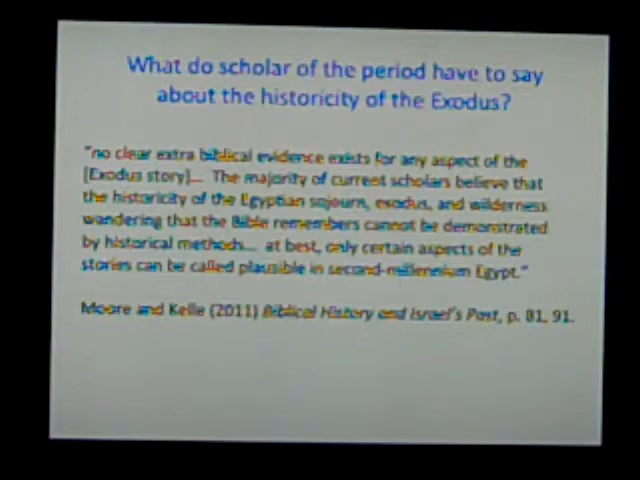 What do scholar of the period have to say
about the historicity of the Exodus?
"no clear extra biblical evidence exists for any aspect of the
[Exodus story]... The majority of current scholars believe that
the historicity of the Egyptian sojourn, exodus, and wilderness
wandering that the Bible remembers cannot be demonstrated
by historical methods... at best, only certain aspects of the
stories can be called plausible in second-millennium Egypt."
Moore and Kelle (2011) Biblical History and Israel's Past, p. 81, 91.